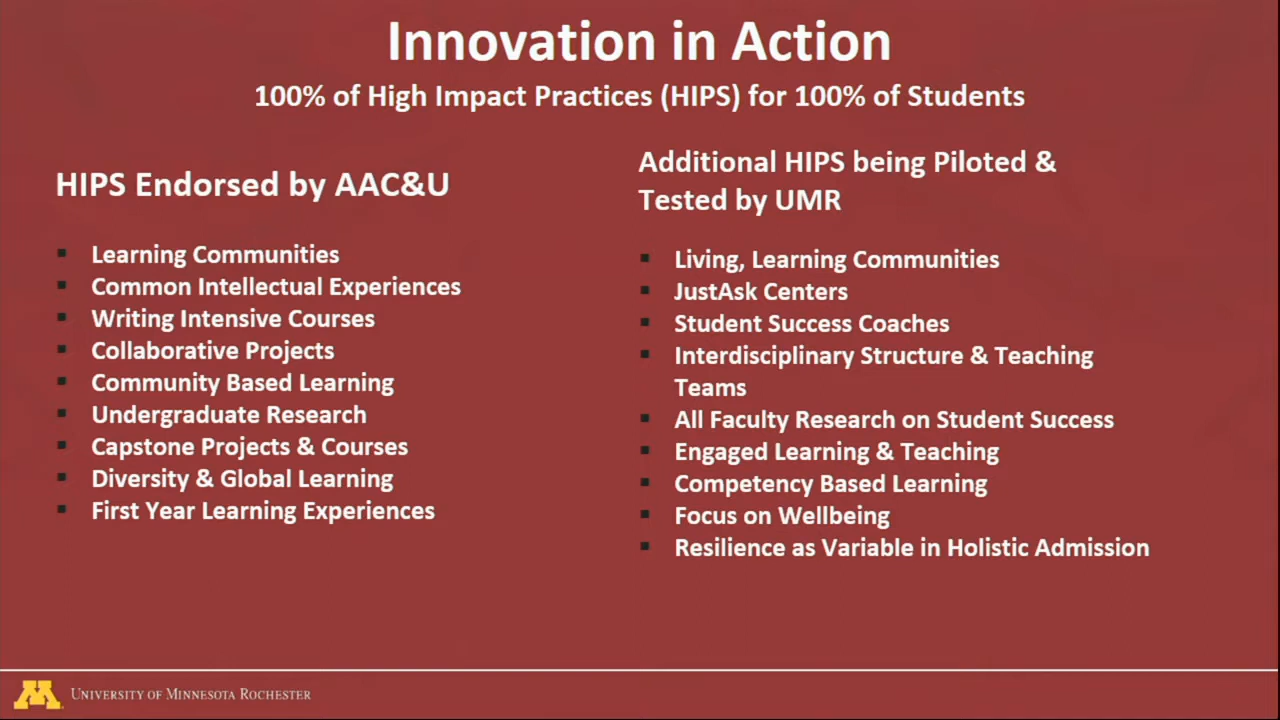 Innovation in Action
100% of High Impact Practices (HIPS) for 100% of Students
HIPS Endorsed by AAC&U
Learning Communities
Common Intellectual Experiences
Writing Intensive Courses
Collaborative Projects
Community Based Learning
Undergraduate Research
Capstone Projects & Courses
Diversity & Global Learning
First Year Learning Experiences
Additional HIPS being Piloted &
Tested by UMR
Living, Learning Communities
JustAsk Centers
Student Success Coaches
Interdisciplinary Structure & Teaching
Teams
All Faculty Research on Student Success
Engaged Learning & Teaching
Competency Based Learning
Focus on Wellbeing
Resilience as Variable in Holistic Admission
M University of Minnesota Rochester